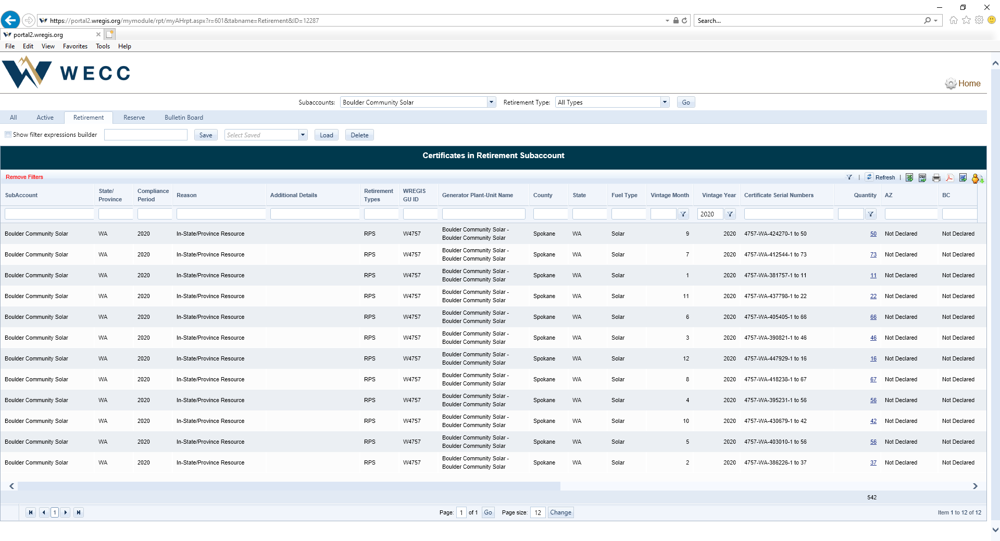 https://portal2.wregis.org/mymodule/rpt/myAHrpt.aspx?r=601&tabname=Retirement&ID=12287
Search...
portal2.wregis.org
File Edit View Favorites Tools Help
WECC
Home
Subaccounts: Boulder Community Solar Retirement Type: All Types Go
All Active Retirement Reserve Bulletin Board
Show filter expressions builder Save Select Saved Load Delete
Certificates in Retirement Subaccount
Remove Filters | Refresh |
SubAccount State/ Province Compliance Period Reason Additional Details Retirement Types WREGIS GU ID Generator Plant-Unit Name County State Fuel Type Vintage Month Vintage Year Certificate Serial Numbers Quantity AZ BC
2020
Boulder Community Solar WA 2020 In-State/Province Resource RPS W4757 Boulder Community Solar - Boulder Community Solar Spokane WA Solar 9 2020 4757-WA-424270-1 to 50 50 Not Declared Not Declared
Boulder Community Solar WA 2020 In-State/Province Resource RPS W4757 Boulder Community Solar - Boulder Community Solar Spokane WA Solar 7 2020 4757-WA-412544-1 to 73 73 Not Declared Not Declared
Boulder Community Solar WA 2020 In-State/Province Resource RPS W4757 Boulder Community Solar - Boulder Community Solar Spokane WA Solar 1 2020 4757-WA-381757-1 to 11 11 Not Declared Not Declared
Boulder Community Solar WA 2020 In-State/Province Resource RPS W4757 Boulder Community Solar - Boulder Community Solar Spokane WA Solar 11 2020 4757-WA-437798-1 to 22 22 Not Declared Not Declared
Boulder Community Solar WA 2020 In-State/Province Resource RPS W4757 Boulder Community Solar - Boulder Community Solar Spokane WA Solar 6 2020 4757-WA-405405-1 to 66 66 Not Declared Not Declared
Boulder Community Solar WA 2020 In-State/Province Resource RPS W4757 Boulder Community Solar - Boulder Community Solar Spokane WA Solar 3 2020 4757-WA-390821-1 to 46 46 Not Declared Not Declared
Boulder Community Solar WA 2020 In-State/Province Resource RPS W4757 Boulder Community Solar - Boulder Community Solar Spokane WA Solar 12 2020 4757-WA-447929-1 to 16 16 Not Declared Not Declared
Boulder Community Solar WA 2020 In-State/Province Resource RPS W4757 Boulder Community Solar - Boulder Community Solar Spokane WA Solar 8 2020 4757-WA-418238-1 to 67 67 Not Declared Not Declared
Boulder Community Solar WA 2020 In-State/Province Resource RPS W4757 Boulder Community Solar - Boulder Community Solar Spokane WA Solar 4 2020 4757-WA-395231-1 to 56 56 Not Declared Not Declared
Boulder Community Solar WA 2020 In-State/Province Resource RPS W4757 Boulder Community Solar - Boulder Community Solar Spokane WA Solar 10 2020 4757-WA-430679-1 to 42 42 Not Declared Not Declared
Boulder Community Solar WA 2020 In-State/Province Resource RPS W4757 Boulder Community Solar - Boulder Community Solar Spokane WA Solar 5 2020 4757-WA-403010-1 to 56 56 Not Declared Not Declared
Boulder Community Solar WA 2020 In-State/Province Resource RPS W4757 Boulder Community Solar - Boulder Community Solar Spokane WA Solar 2 2020 4757-WA-386226-1 to 37 37 Not Declared Not Declared
542
1 Page: 1 of 1 Go Page size: 12 Change Item 1 to 12 of 12